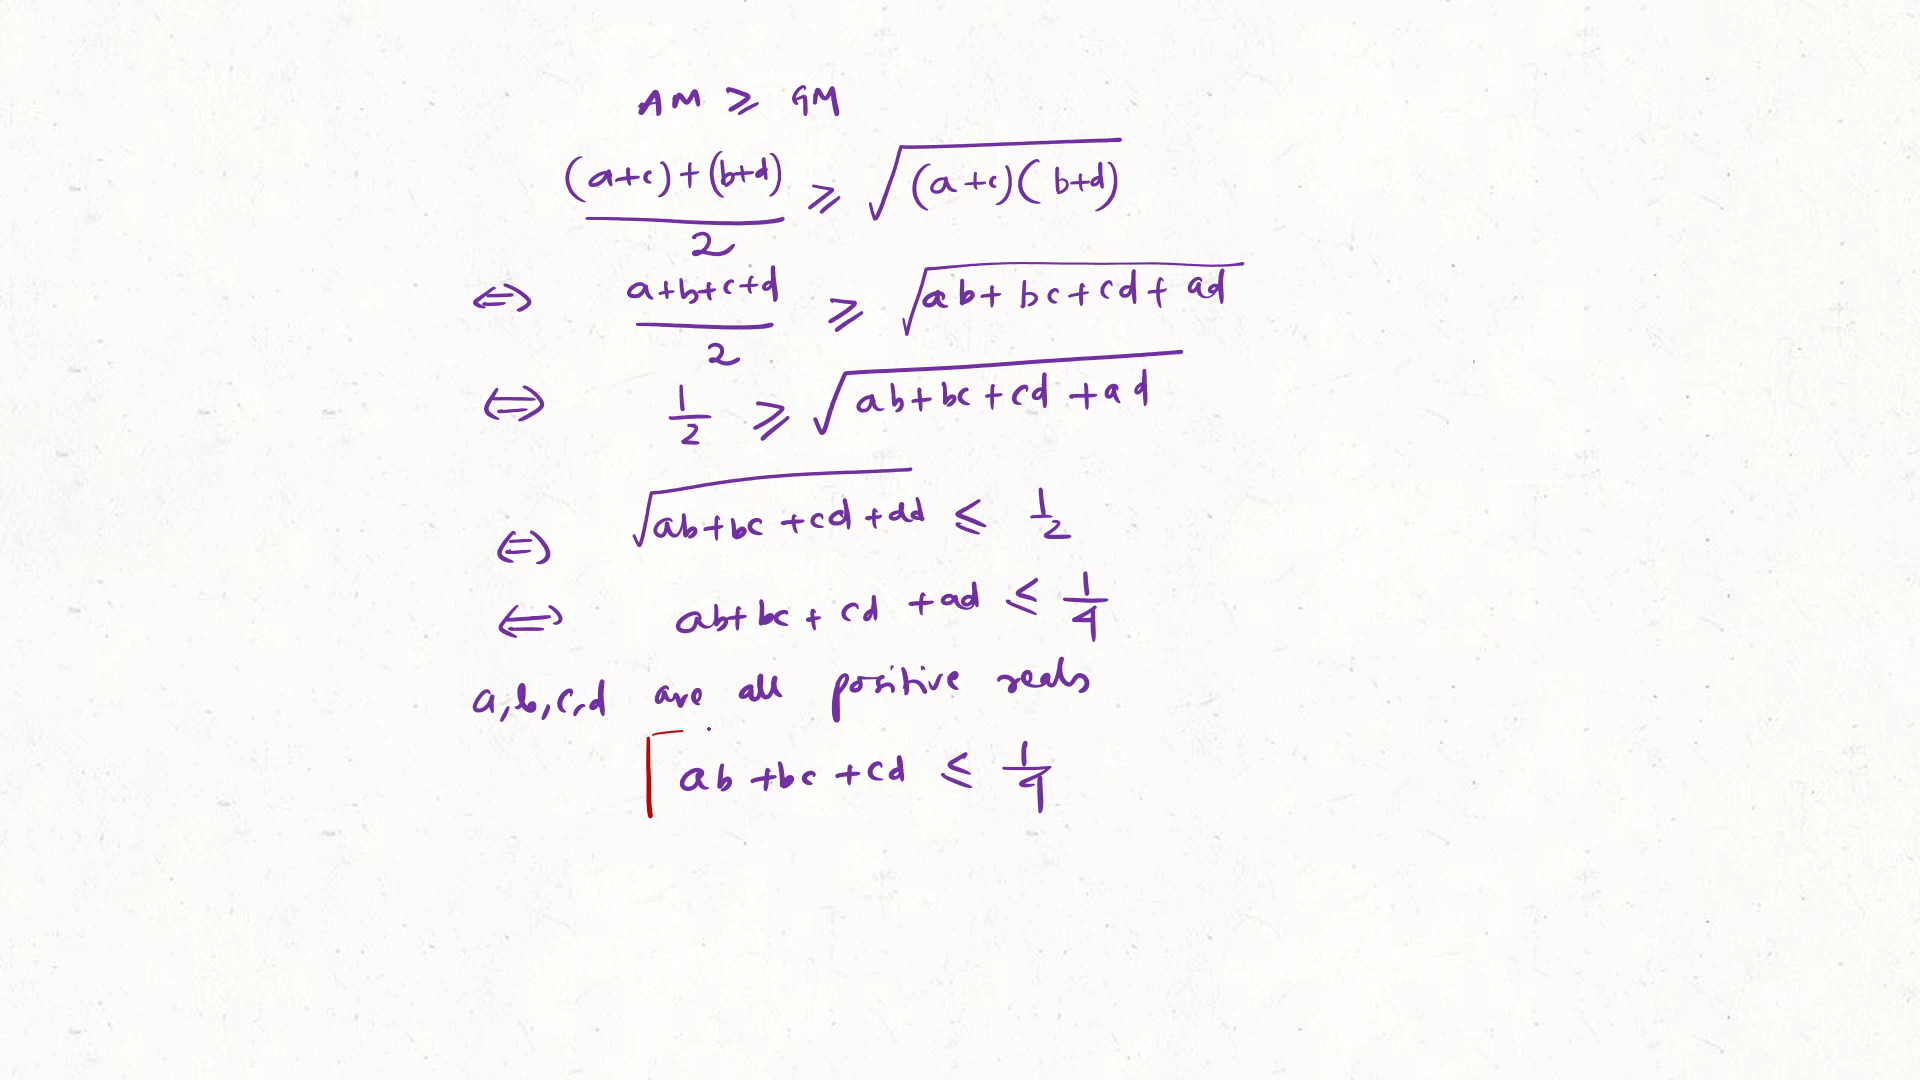 AM ⩾ GM
((a+c)+(b+d))/2 ⩾ √((a+c)(b+d))
⇔ (a+b+c+d)/2 ⩾ √(ab+bc+cd+ad)
⇔ 1/2 ⩾ √(ab+bc+cd+ad)
⇔ √(ab+bc+cd+ad) ⩽ 1/2
⇔ ab+bc+cd+ad ⩽ 1/4
a,b,c,d are all positive reals
ab+bc+cd ⩽ 1/4